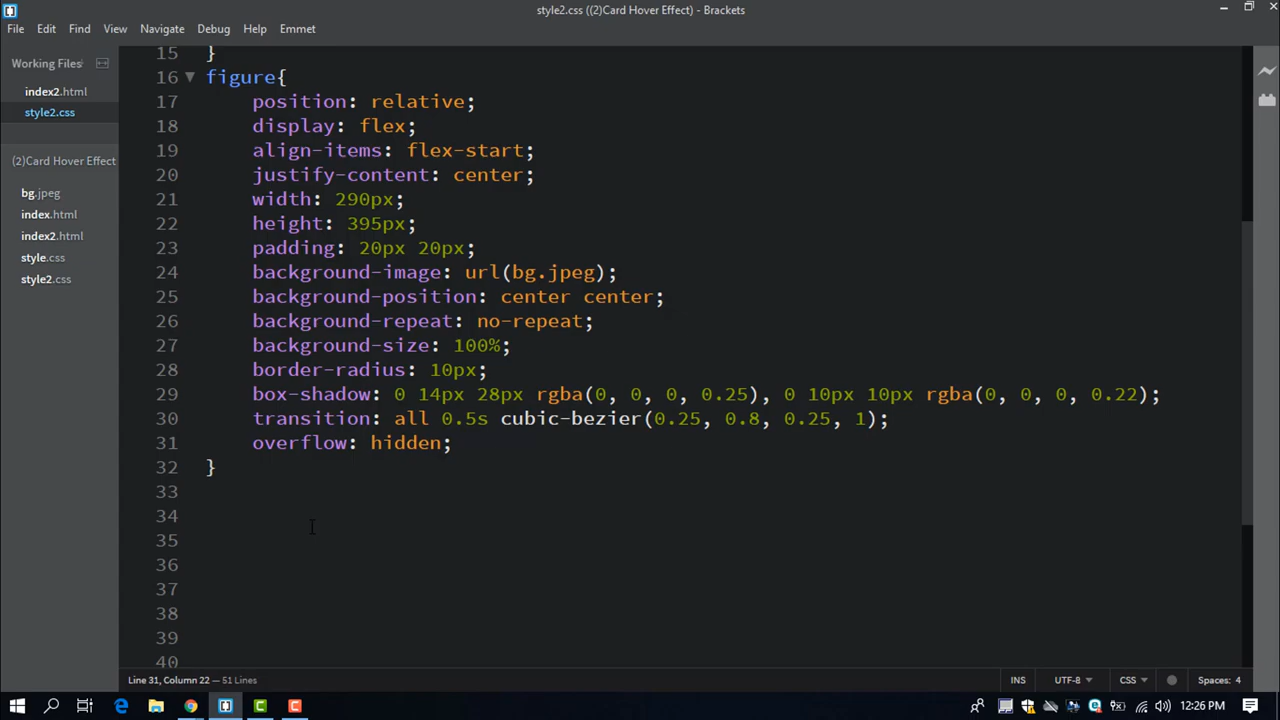 style2.css ((2)Card Hover Effect) - Brackets
File Edit Find View Navigate Debug Help Emmet
Working Files
index2.html
style2.css
(2)Card Hover Effect
bg.jpeg
index.html
index2.html
style.css
style2.css
15 }
16 figure{
17 position: relative;
18 display: flex;
19 align-items: flex-start;
20 justify-content: center;
21 width: 290px;
22 height: 395px;
23 padding: 20px 20px;
24 background-image: url(bg.jpeg);
25 background-position: center center;
26 background-repeat: no-repeat;
27 background-size: 100%;
28 border-radius: 10px;
29 box-shadow: 0 14px 28px rgba(0, 0, 0, 0.25), 0 10px 10px rgba(0, 0, 0, 0.22);
30 transition: all 0.5s cubic-bezier(0.25, 0.8, 0.25, 1);
31 overflow: hidden;
32 }
33
34
35
36
37
38
39
40
Line 31, Column 22 — 51 Lines
INS UTF-8 CSS Spaces: 4
12:26 PM